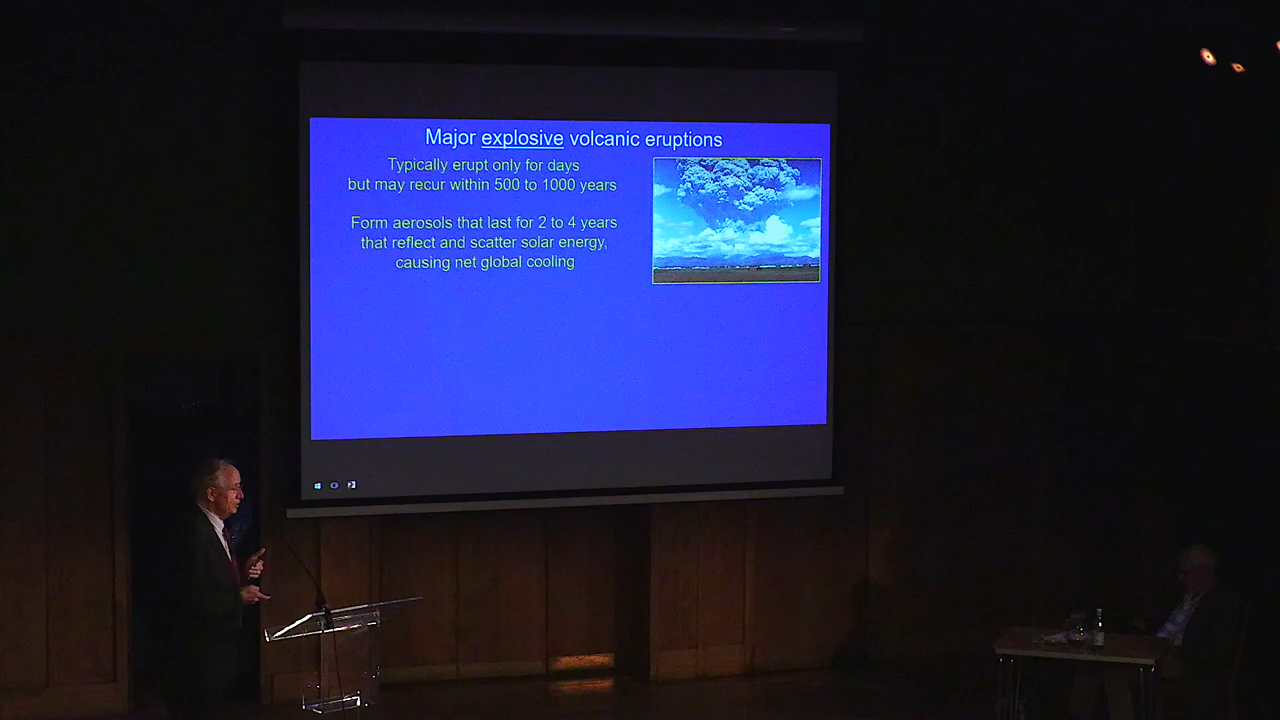 Major explosive volcanic eruptions
Typically erupt only for days
but may recur within 500 to 1000 years
Form aerosols that last for 2 to 4 years
that reflect and scatter solar energy,
causing net global cooling